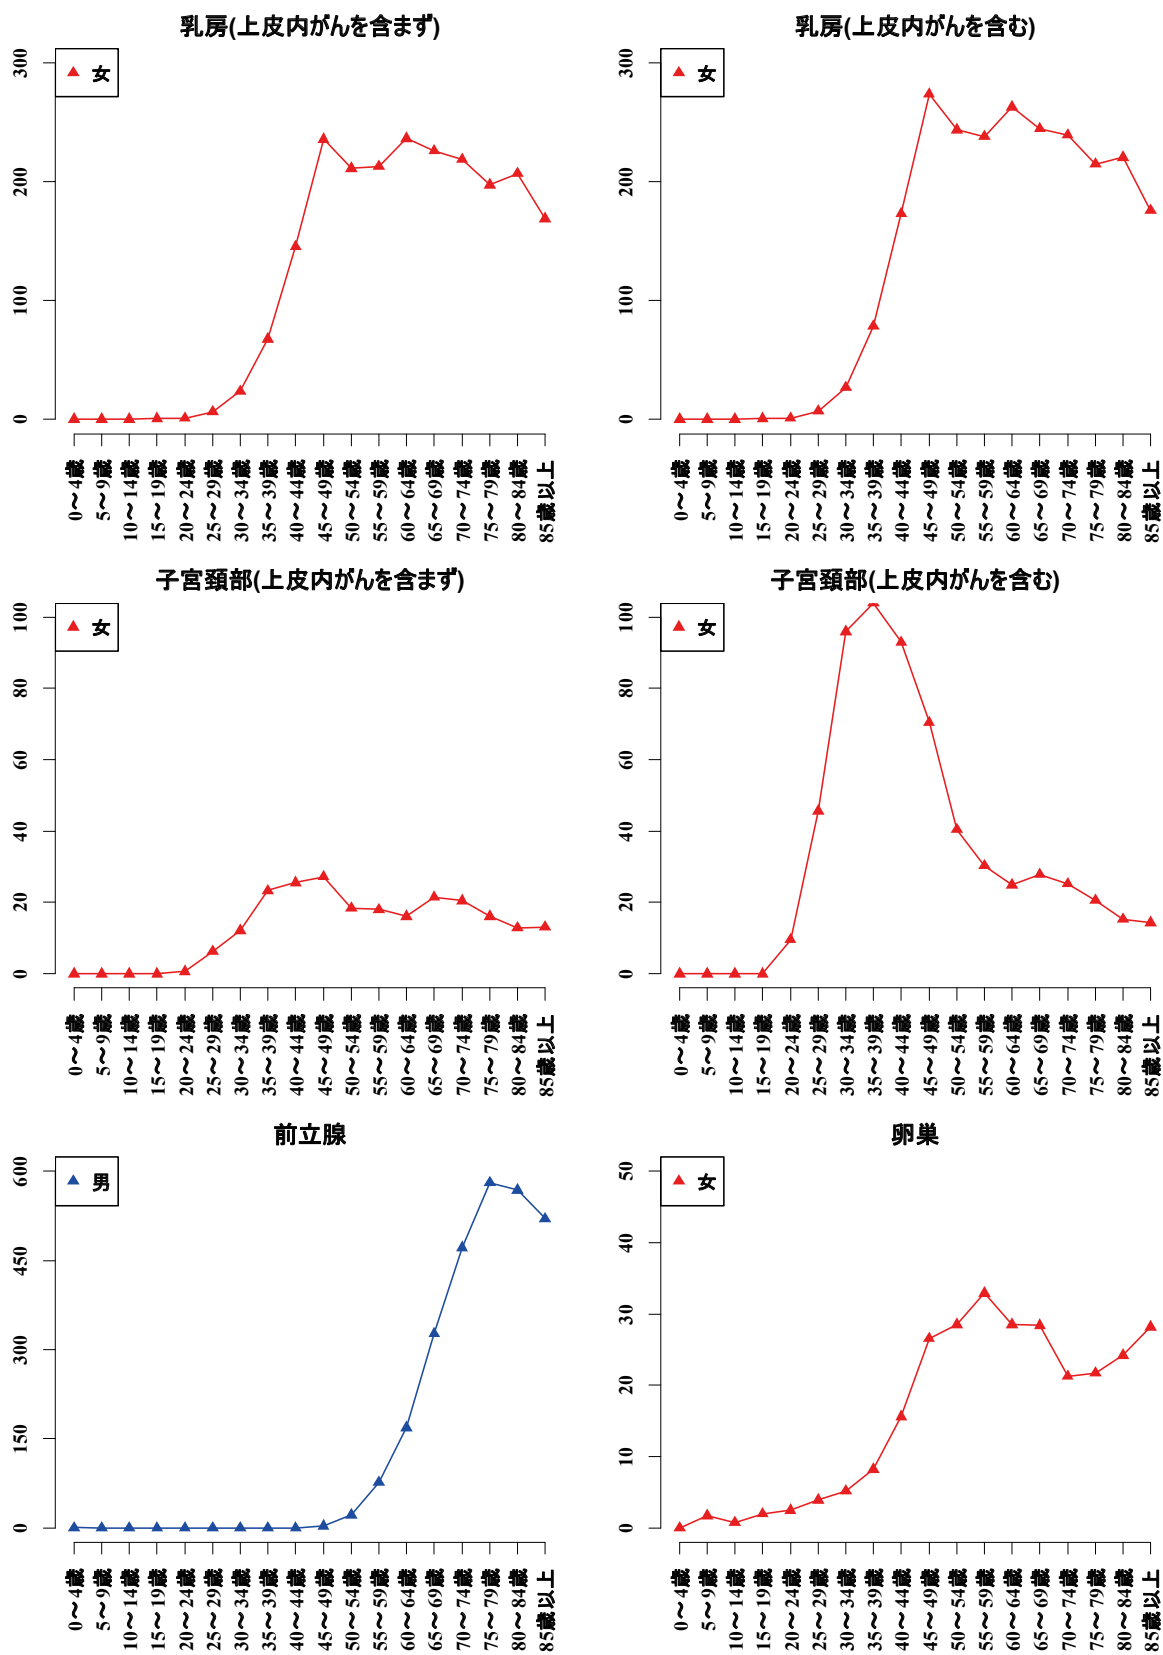 乳房(上皮内がんを含まず)
女
300
200
100
0
0～4歳
5～9歳
10～14歳
15～19歳
20～24歳
25～29歳
30～34歳
35～39歳
40～44歳
45～49歳
50～54歳
55～59歳
60～64歳
65～69歳
70～74歳
75～79歳
80～84歳
85歳以上
乳房(上皮内がんを含む)
女
300
200
100
0
0～4歳
5～9歳
10～14歳
15～19歳
20～24歳
25～29歳
30～34歳
35～39歳
40～44歳
45～49歳
50～54歳
55～59歳
60～64歳
65～69歳
70～74歳
75～79歳
80～84歳
85歳以上
子宮頚部(上皮内がんを含まず)
女
100
80
60
40
20
0
0～4歳
5～9歳
10～14歳
15～19歳
20～24歳
25～29歳
30～34歳
35～39歳
40～44歳
45～49歳
50～54歳
55～59歳
60～64歳
65～69歳
70～74歳
75～79歳
80～84歳
85歳以上
子宮頚部(上皮内がんを含む)
女
100
80
60
40
20
0
0～4歳
5～9歳
10～14歳
15～19歳
20～24歳
25～29歳
30～34歳
35～39歳
40～44歳
45～49歳
50～54歳
55～59歳
60～64歳
65～69歳
70～74歳
75～79歳
80～84歳
85歳以上
前立腺
男
600
450
300
150
0
0～4歳
5～9歳
10～14歳
15～19歳
20～24歳
25～29歳
30～34歳
35～39歳
40～44歳
45～49歳
50～54歳
55～59歳
60～64歳
65～69歳
70～74歳
75～79歳
80～84歳
85歳以上
卵巣
女
50
40
30
20
10
0
0～4歳
5～9歳
10～14歳
15～19歳
20～24歳
25～29歳
30～34歳
35～39歳
40～44歳
45～49歳
50～54歳
55～59歳
60～64歳
65～69歳
70～74歳
75～79歳
80～84歳
85歳以上